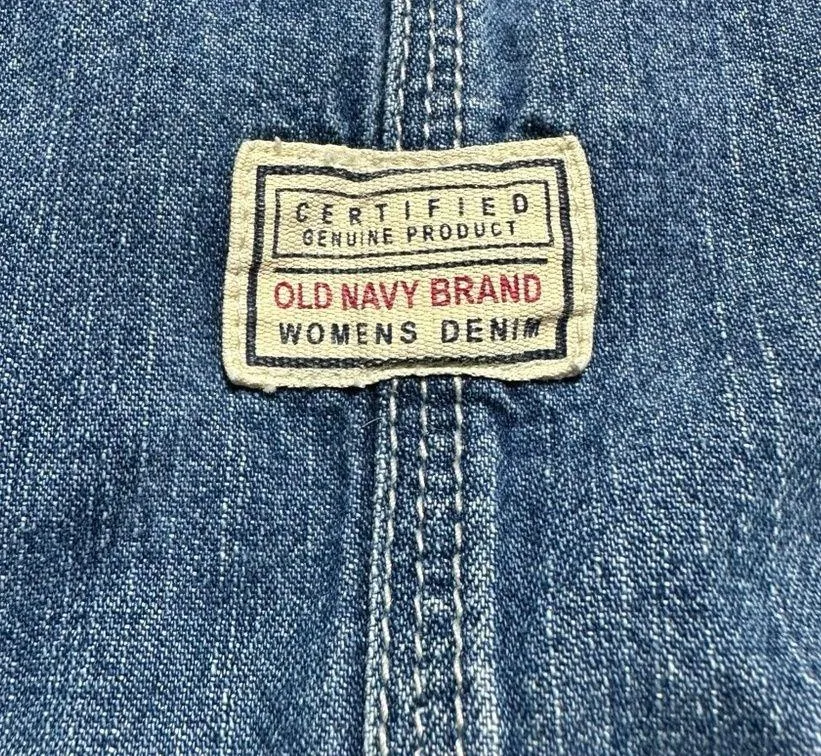 CERTIFIED
GENUINE PRODUCT
OLD NAVY BRAND
WOMENS DENIM